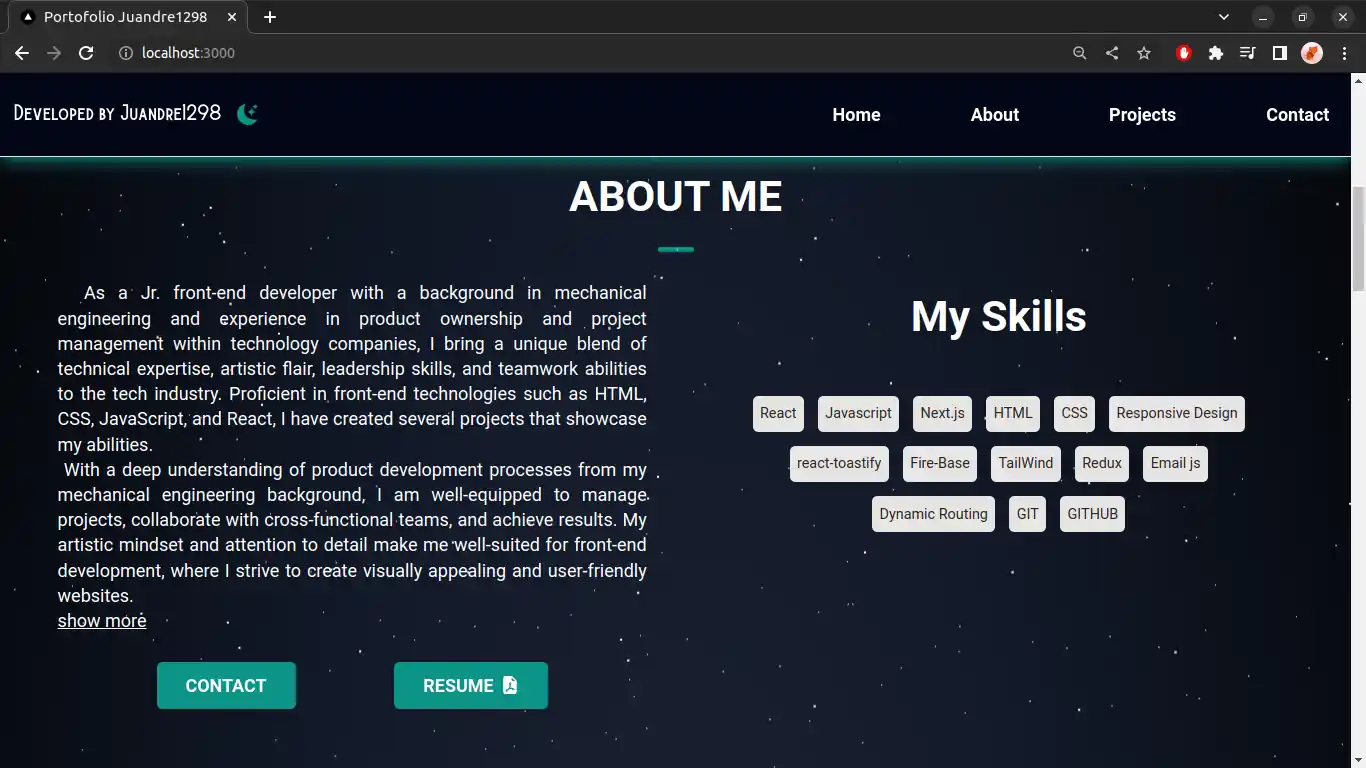 Portofolio Juandre1298
localhost:3000
Developed by Juandre1298
Home About Projects Contact
ABOUT ME
As a Jr. front-end developer with a background in mechanical
engineering and experience in product ownership and project
management within technology companies, I bring a unique blend of
technical expertise, artistic flair, leadership skills, and teamwork abilities
to the tech industry. Proficient in front-end technologies such as HTML,
CSS, JavaScript, and React, I have created several projects that showcase
my abilities.
With a deep understanding of product development processes from my
mechanical engineering background, I am well-equipped to manage
projects, collaborate with cross-functional teams, and achieve results. My
artistic mindset and attention to detail make me well-suited for front-end
development, where I strive to create visually appealing and user-friendly
websites.
show more
CONTACT RESUME
My Skills
React Javascript Next.js HTML CSS Responsive Design
react-toastify Fire-Base TailWind Redux Email js
Dynamic Routing GIT GITHUB